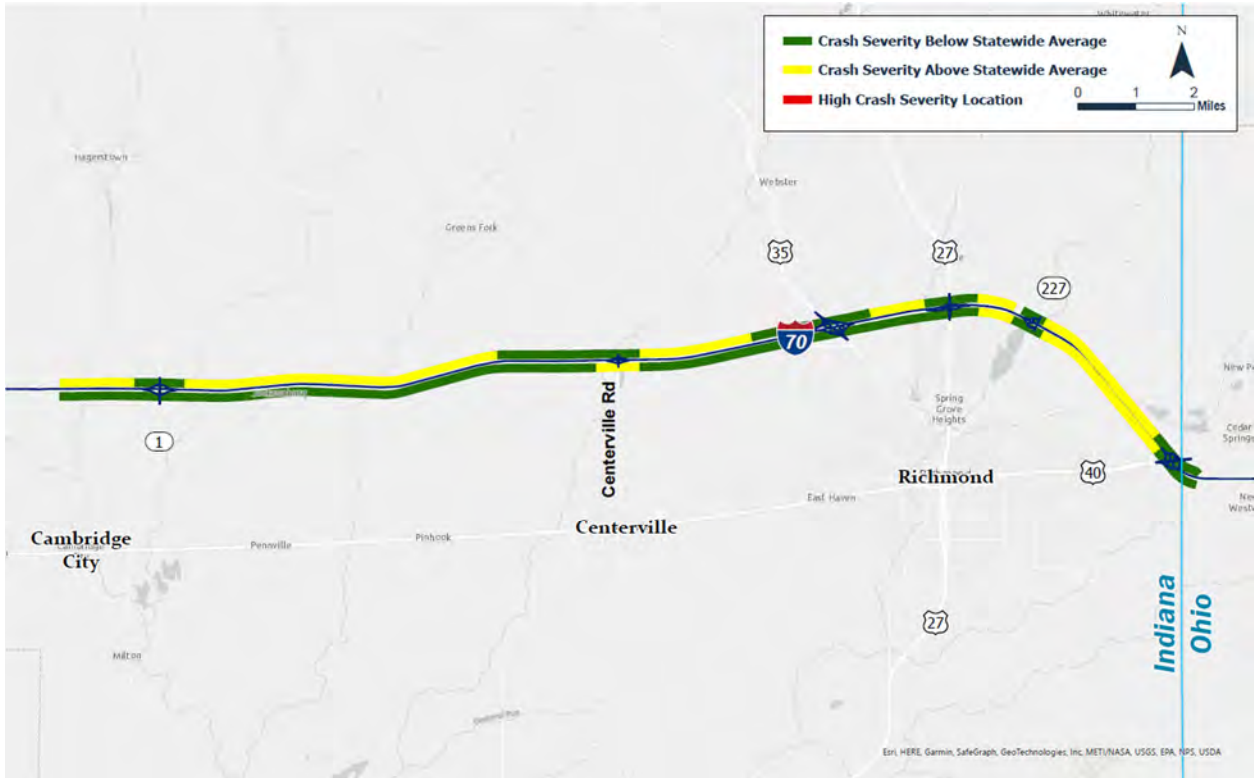 Crash Severity Below Statewide Average
Crash Severity Above Statewide Average
High Crash Severity Location
N
0 1 2
Miles
Whitewater
Hagerstown
Webster
Greens Fork
35
27
227
70
New
1
Centerville Rd
Spring
Grove
Heights
Cedar
Springs
Richmond
40
East Haven
Centerville
Cambridge
City
Pennville
Pinhook
27
Milton
Indiana
Ohio
Esri, HERE, Garmin, SafeGraph, GeoTechnologies, Inc, METI/NASA, USGS, EPA, NPS, USDA